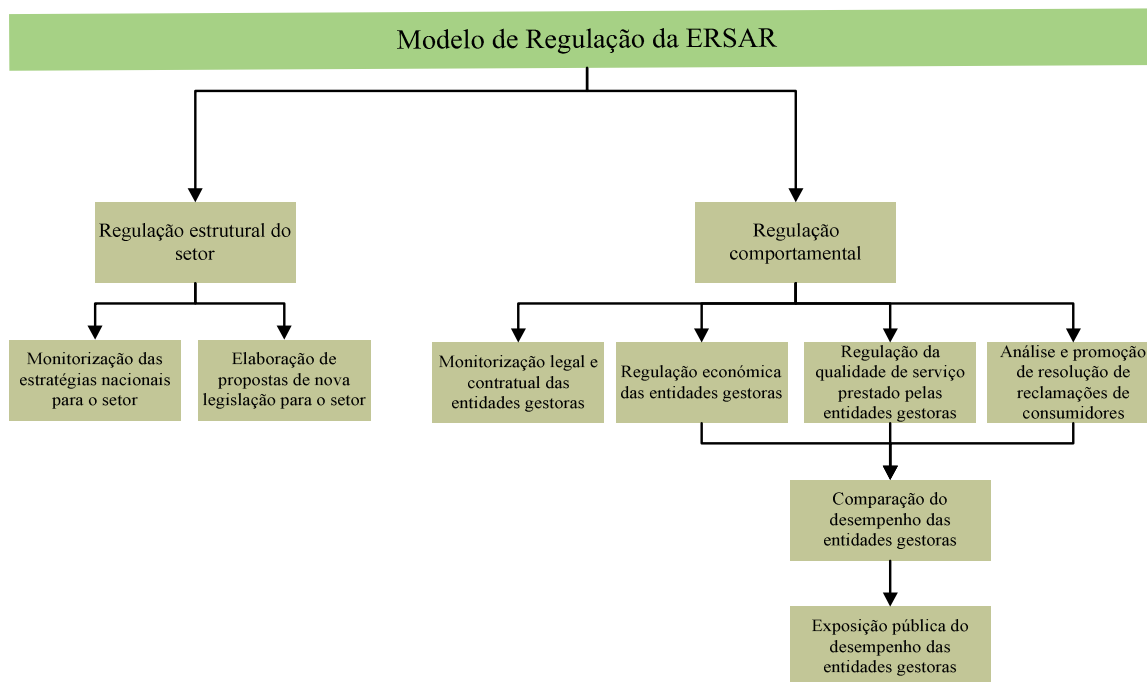 Modelo de Regulação da ERSAR
Regulação estrutural do
setor
Regulação
comportamental
Monitorização das
estratégias nacionais
para o setor
Elaboração de
propostas de nova
legislação para o setor
Monitorização legal e
contratual das
entidades gestoras
Regulação económica
das entidades gestoras
Regulação da
qualidade de serviço
prestado pelas
entidades gestoras
Análise e promoção
de resolução de
reclamações de
consumidores
Comparação do
desempenho das
entidades gestoras
Exposição pública do
desempenho das
entidades gestoras